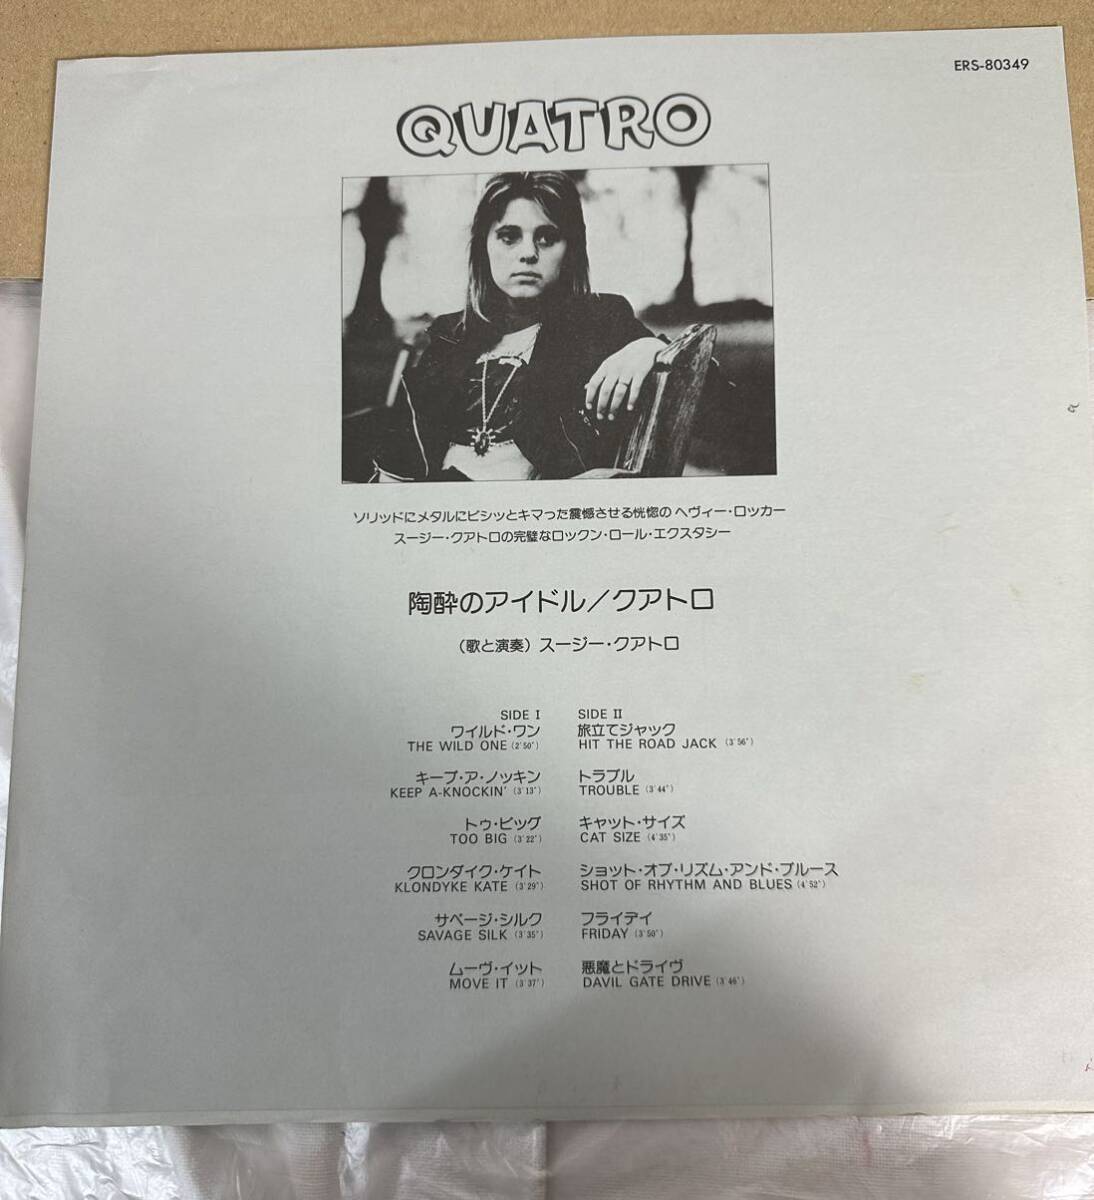 ERS-80349
QUATRO
ソリッドにメタルにビシッとキマった震憾させる恍惚の ヘヴィー・ロッカー
スージー・クアトロの完璧なロックン・ロール・エクスタシー
陶酔のアイドル／クアトロ
（歌と演奏）スージー・クアトロ
SIDE I
ワイルド・ワン
THE WILD ONE (2'50")
キープ・ア・ノッキン
KEEP A-KNOCKIN' (3'13")
トゥ・ビッグ
TOO BIG (3'22")
クロンダイク・ケイト
KLONDYKE KATE (3'29")
サベージ・シルク
SAVAGE SILK (3'35")
ムーヴ・イット
MOVE IT (3'37")
SIDE II
旅立てジャック
HIT THE ROAD JACK (3'56")
トラブル
TROUBLE (3'44")
キャット・サイズ
CAT SIZE (4'35")
ショット・オブ・リズム・アンド・ブルース
SHOT OF RHYTHM AND BLUES (4'52")
フライデイ
FRIDAY (3'50")
悪魔とドライヴ
DAVIL GATE DRIVE (3'46")